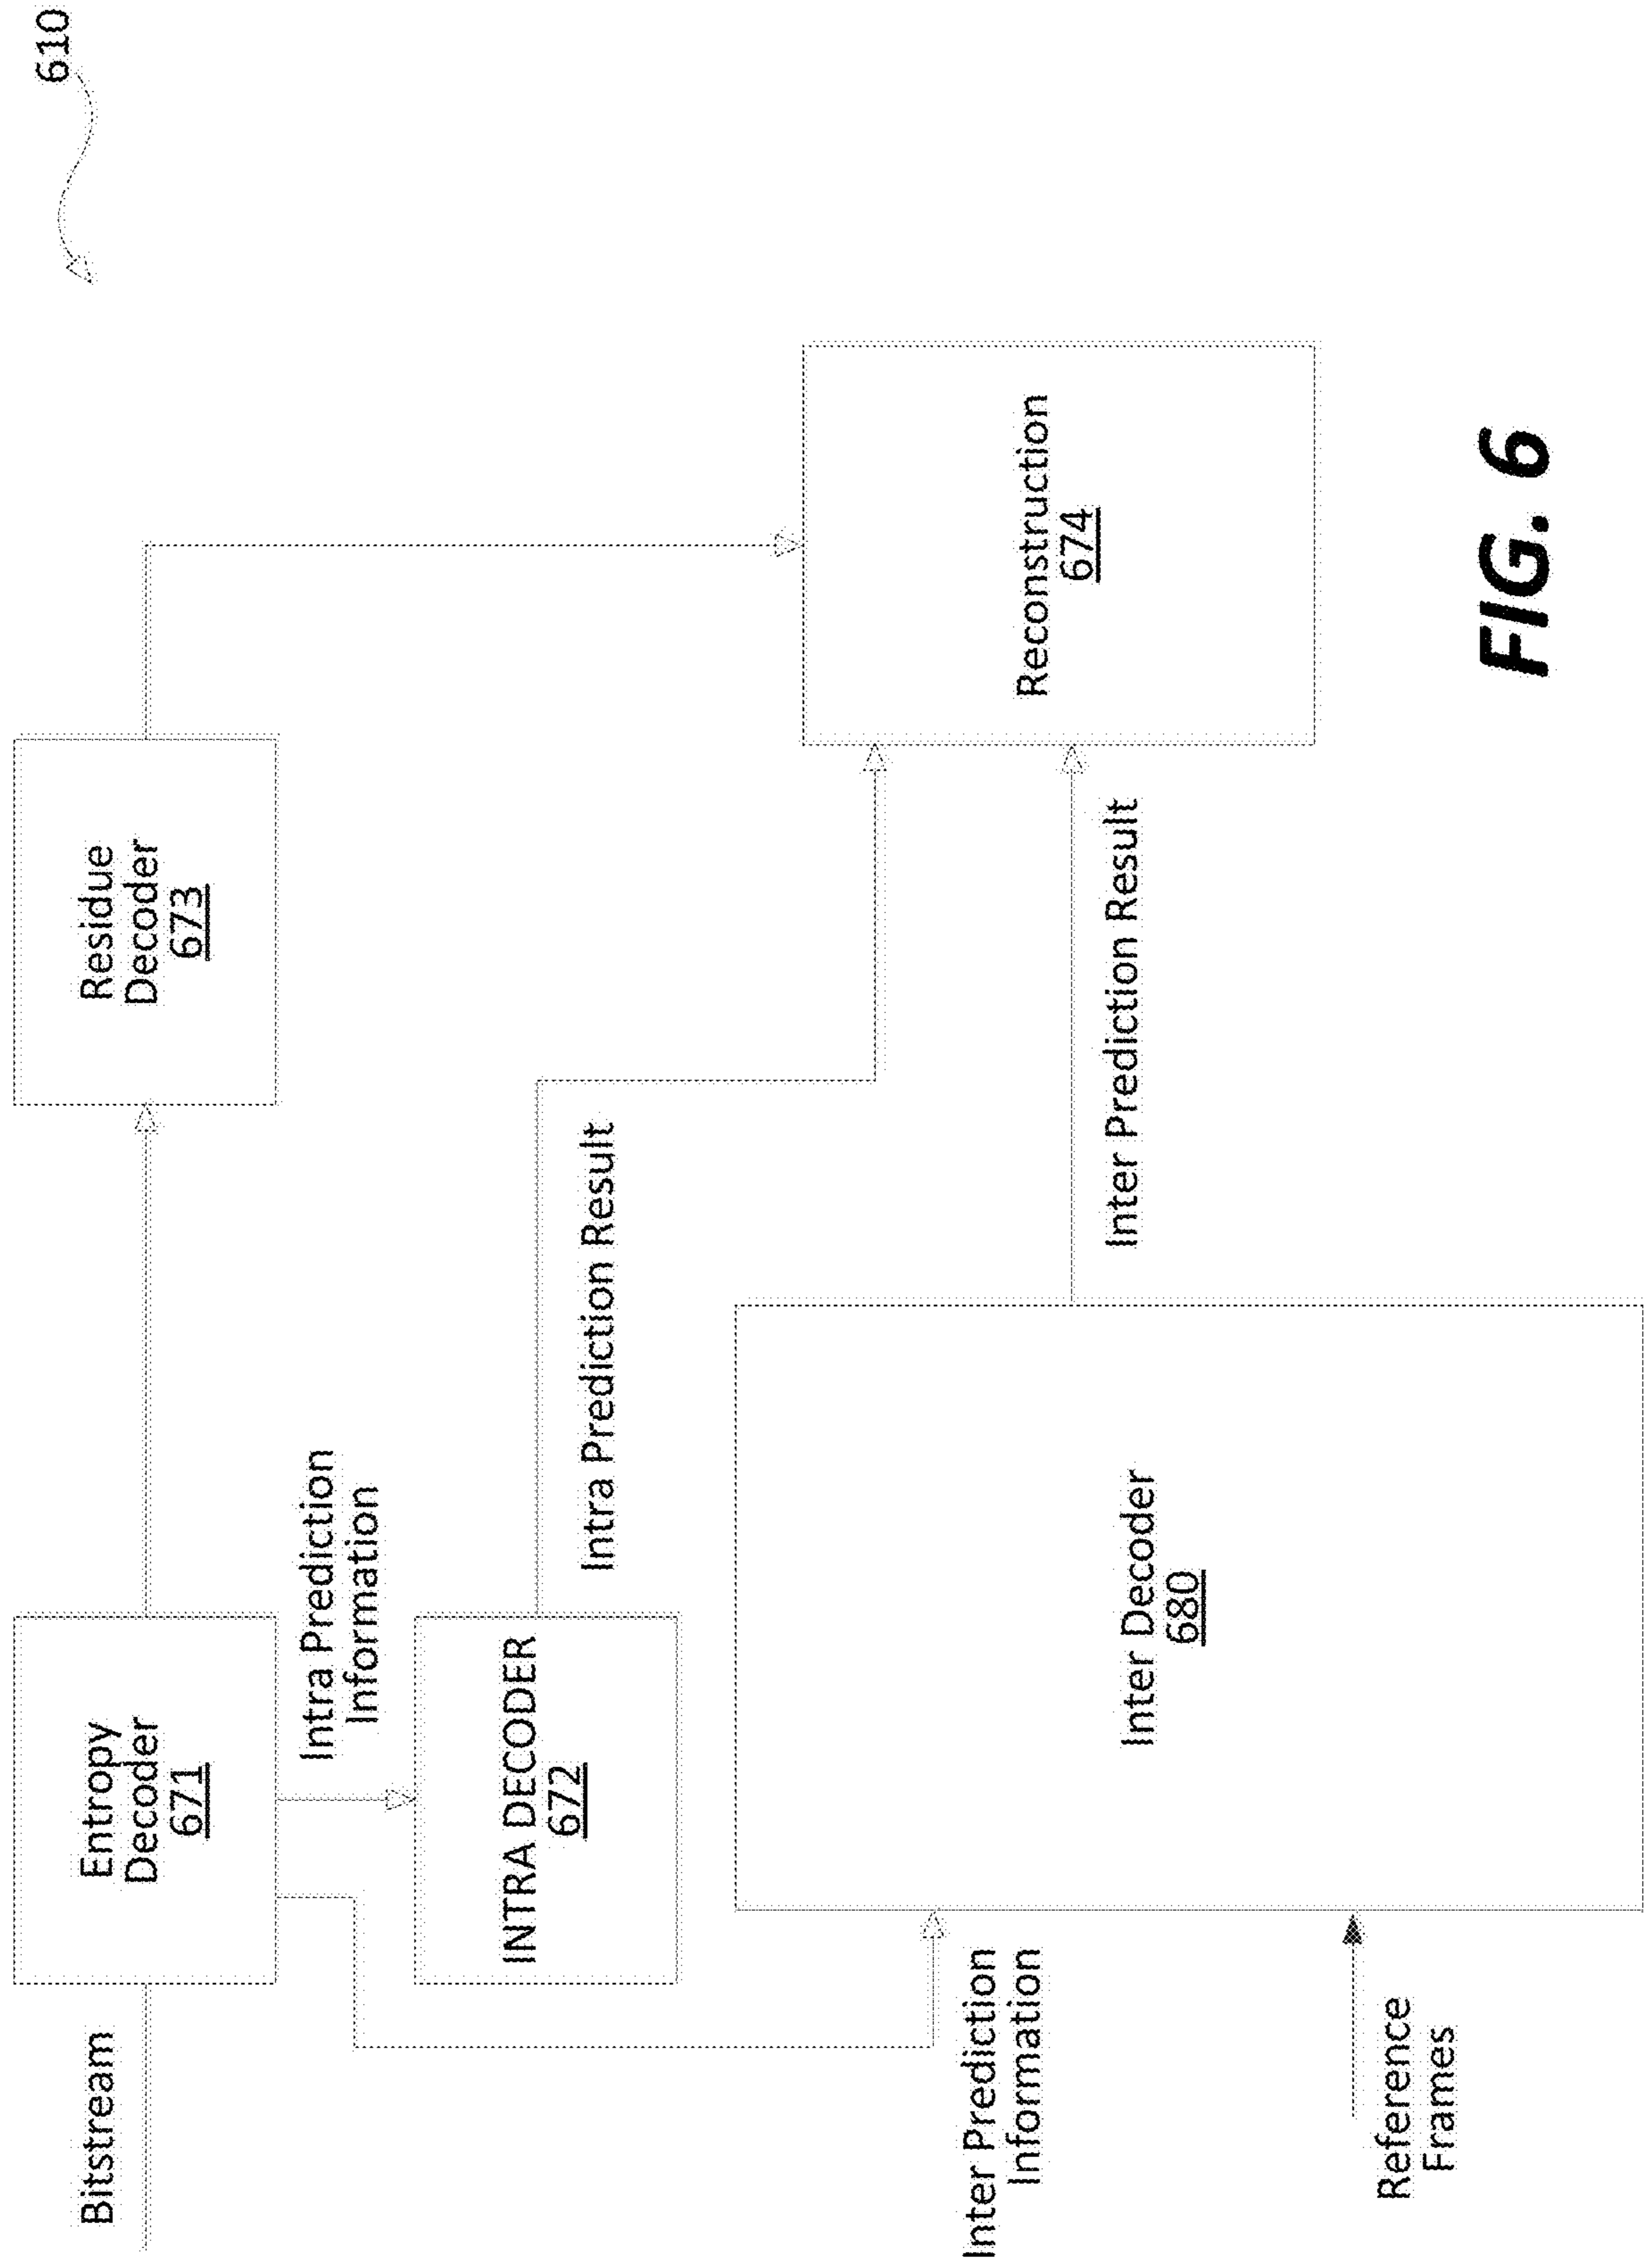 610
Bitstream
Entropy
Decoder
671
Residue
Decoder
673
Intra Prediction
Information
INTRA DECODER
672
Intra Prediction Result
Inter Prediction
Information
Inter Decoder
680
Inter Prediction Result
Reconstruction
674
Reference
Frames
FIG. 6